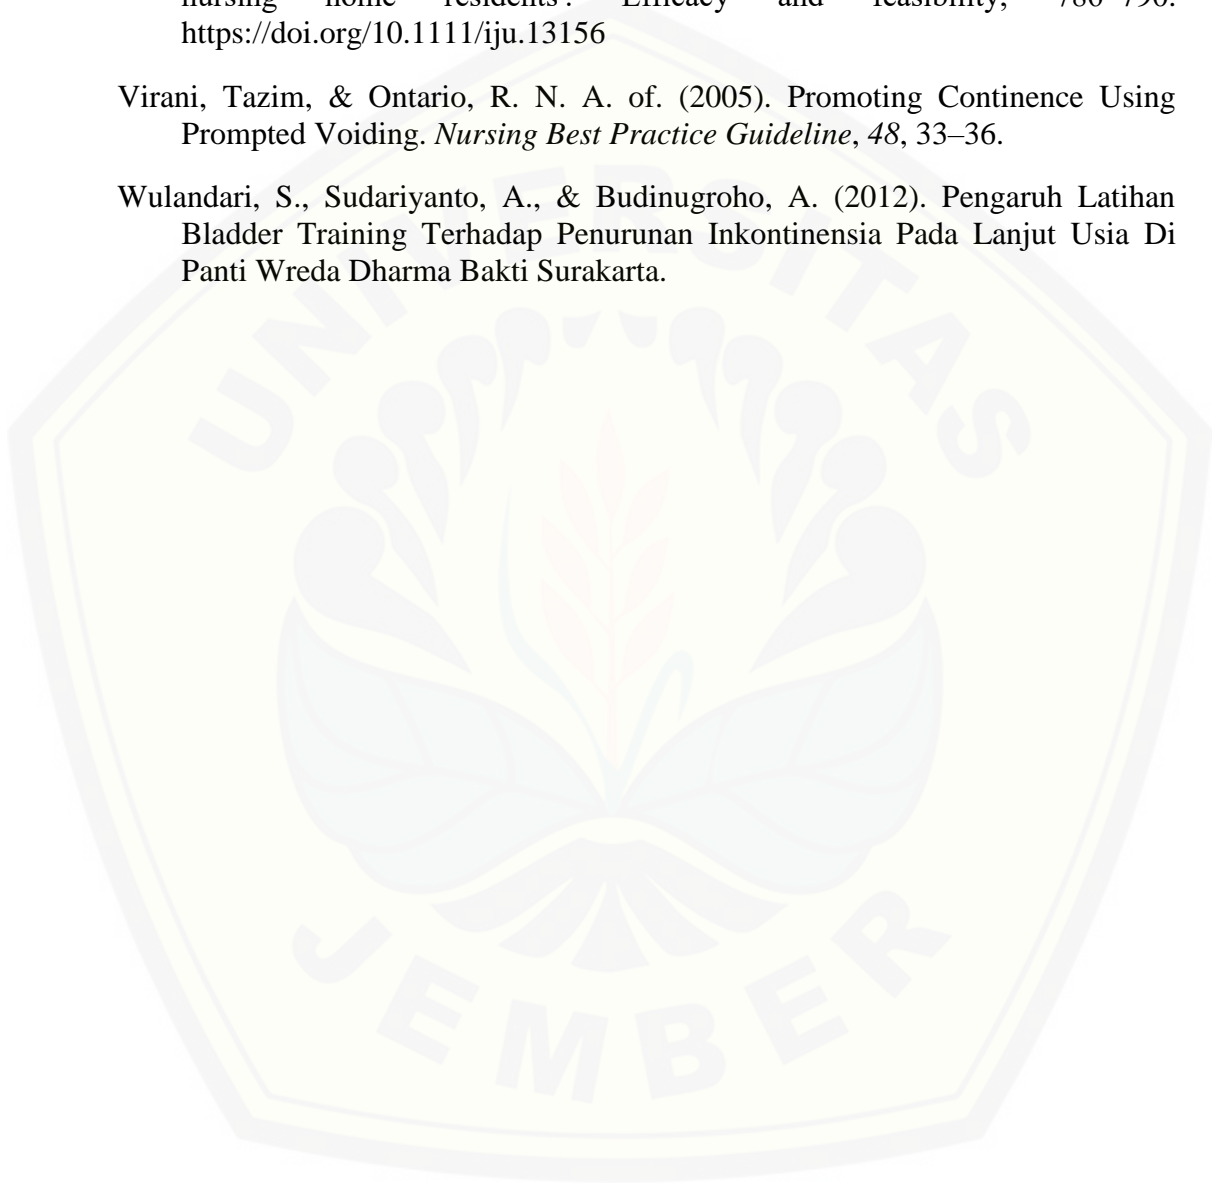 nursing home residents : Efficacy and feasibility, 786–790.
https://doi.org/10.1111/iju.13156
Virani, Tazim, & Ontario, R. N. A. of. (2005). Promoting Continence Using
Prompted Voiding. Nursing Best Practice Guideline, 48, 33–36.
Wulandari, S., Sudariyanto, A., & Budinugroho, A. (2012). Pengaruh Latihan
Bladder Training Terhadap Penurunan Inkontinensia Pada Lanjut Usia Di
Panti Wreda Dharma Bakti Surakarta.
UNIVERSITAS
JEMBER